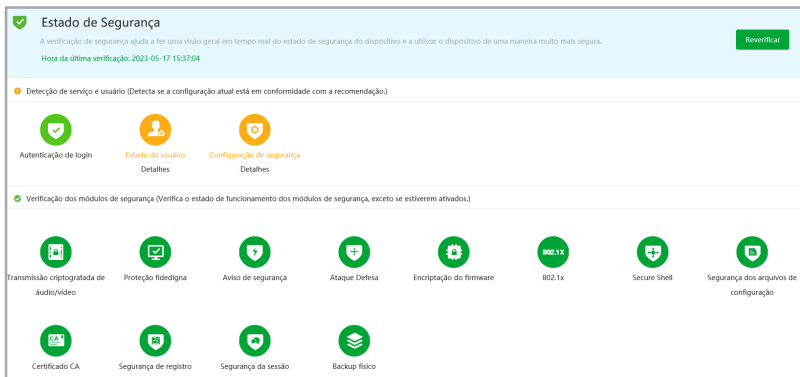 Estado de Segurança
A verificação de segurança ajuda a ter uma visão geral em tempo real do estado de segurança do dispositivo e a utilizar o dispositivo de uma maneira muito mais segura.
Reverificar
Hora da última verificação: 2023-05-17 15:37:04
Detecção de serviço e usuário (Detecta se a configuração atual está em conformidade com a recomendação.)
Autenticação de login
Estado do usuário
Configuração de segurança
Detalhes
Detalhes
Verificação dos módulos de segurança (Verifica o estado de funcionamento dos módulos de segurança, exceto se estiverem ativados.)
802.1X
Transmissão criptografada de
áudio/vídeo
Proteção fidedigna
Aviso de segurança
Ataque Defesa
Encriptação do firmware
802.1x
Secure Shell
Segurança dos arquivos de
configuração
CA
Certificado CA
Segurança de registro
Segurança da sessão
Backup físico